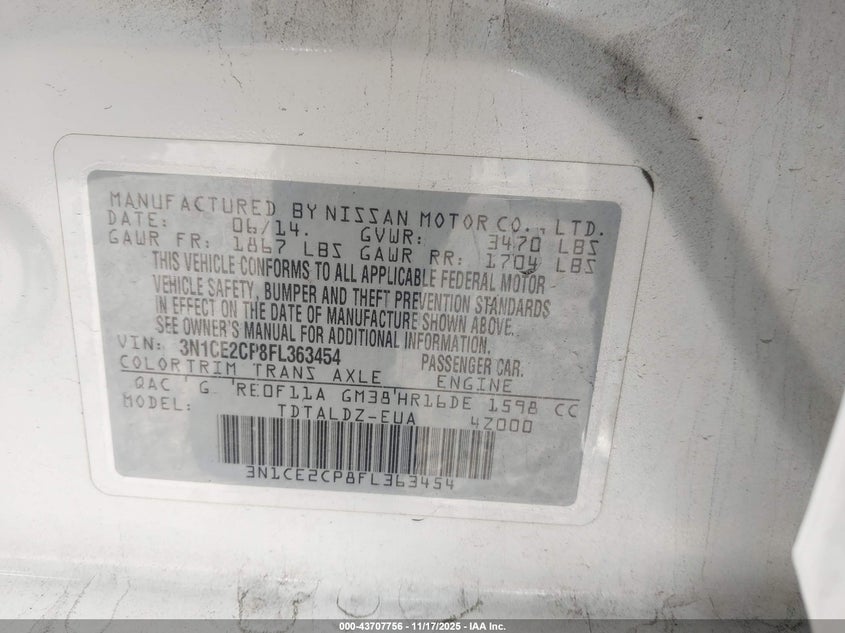 MANUFACTURED BY NISSAN MOTOR CO., LTD.
DATE: 06/14. GVWR: 3470 LBS
GAWR FR: 1867 LBS GAWR RR: 1704 LBS
THIS VEHICLE CONFORMS TO ALL APPLICABLE FEDERAL MOTOR
VEHICLE SAFETY, BUMPER AND THEFT PREVENTION STANDARDS
IN EFFECT ON THE DATE OF MANUFACTURE SHOWN ABOVE.
SEE OWNER'S MANUAL FOR ADDITIONAL INFORMATION.
VIN: 3N1CE2CP8FL363454 PASSENGER CAR.
COLOR TRIM TRANS AXLE ENGINE
QAC ' G 'RE0F11A GM38'HR16DE 1598 CC
MODEL: TDTALDZ-EUA 4Z000
3N1CE2CP8FL363454
000-43707756 - 11/17/2025 - IAA Inc.